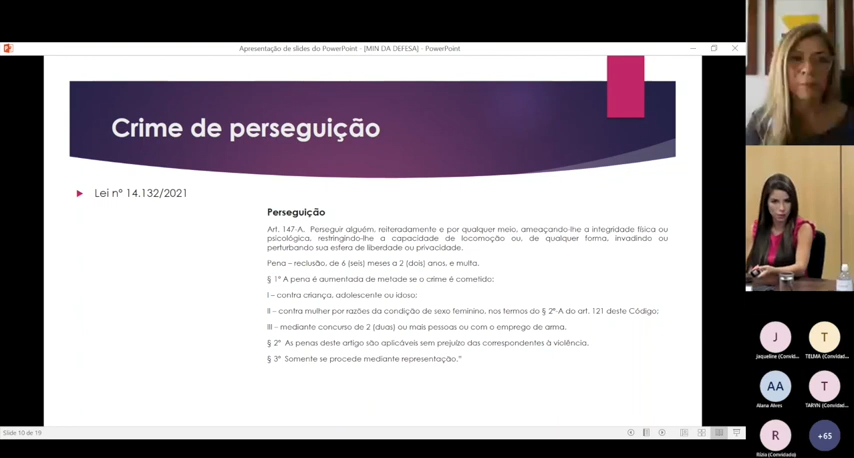 Apresentação de slides do PowerPoint - [MIN DA DEFESA] - PowerPoint
Crime de perseguição
Lei nº 14.132/2021
Perseguição
Art. 147-A. Perseguir alguém, reiteradamente e por qualquer meio, ameaçando-lhe a integridade física ou
psicológica, restringindo-lhe a capacidade de locomoção ou, de qualquer forma, invadindo ou
perturbando sua esfera de liberdade ou privacidade.
Pena – reclusão, de 6 (seis) meses a 2 (dois) anos, e multa.
§ 1º A pena é aumentada de metade se o crime é cometido:
I – contra criança, adolescente ou idoso;
II – contra mulher por razões da condição de sexo feminino, nos termos do § 2º-A do art. 121 deste Código;
III – mediante concurso de 2 (duas) ou mais pessoas ou com o emprego de arma.
§ 2º As penas deste artigo são aplicáveis sem prejuízo das correspondentes à violência.
§ 3º Somente se procede mediante representação."
Slide 10 de 19
J
T
Jaqueline (Convid...
TELMA (Convidad...
AA
T
Alana Alves
TARYN (Convidad...
R
+65
Rízia (Convidado)